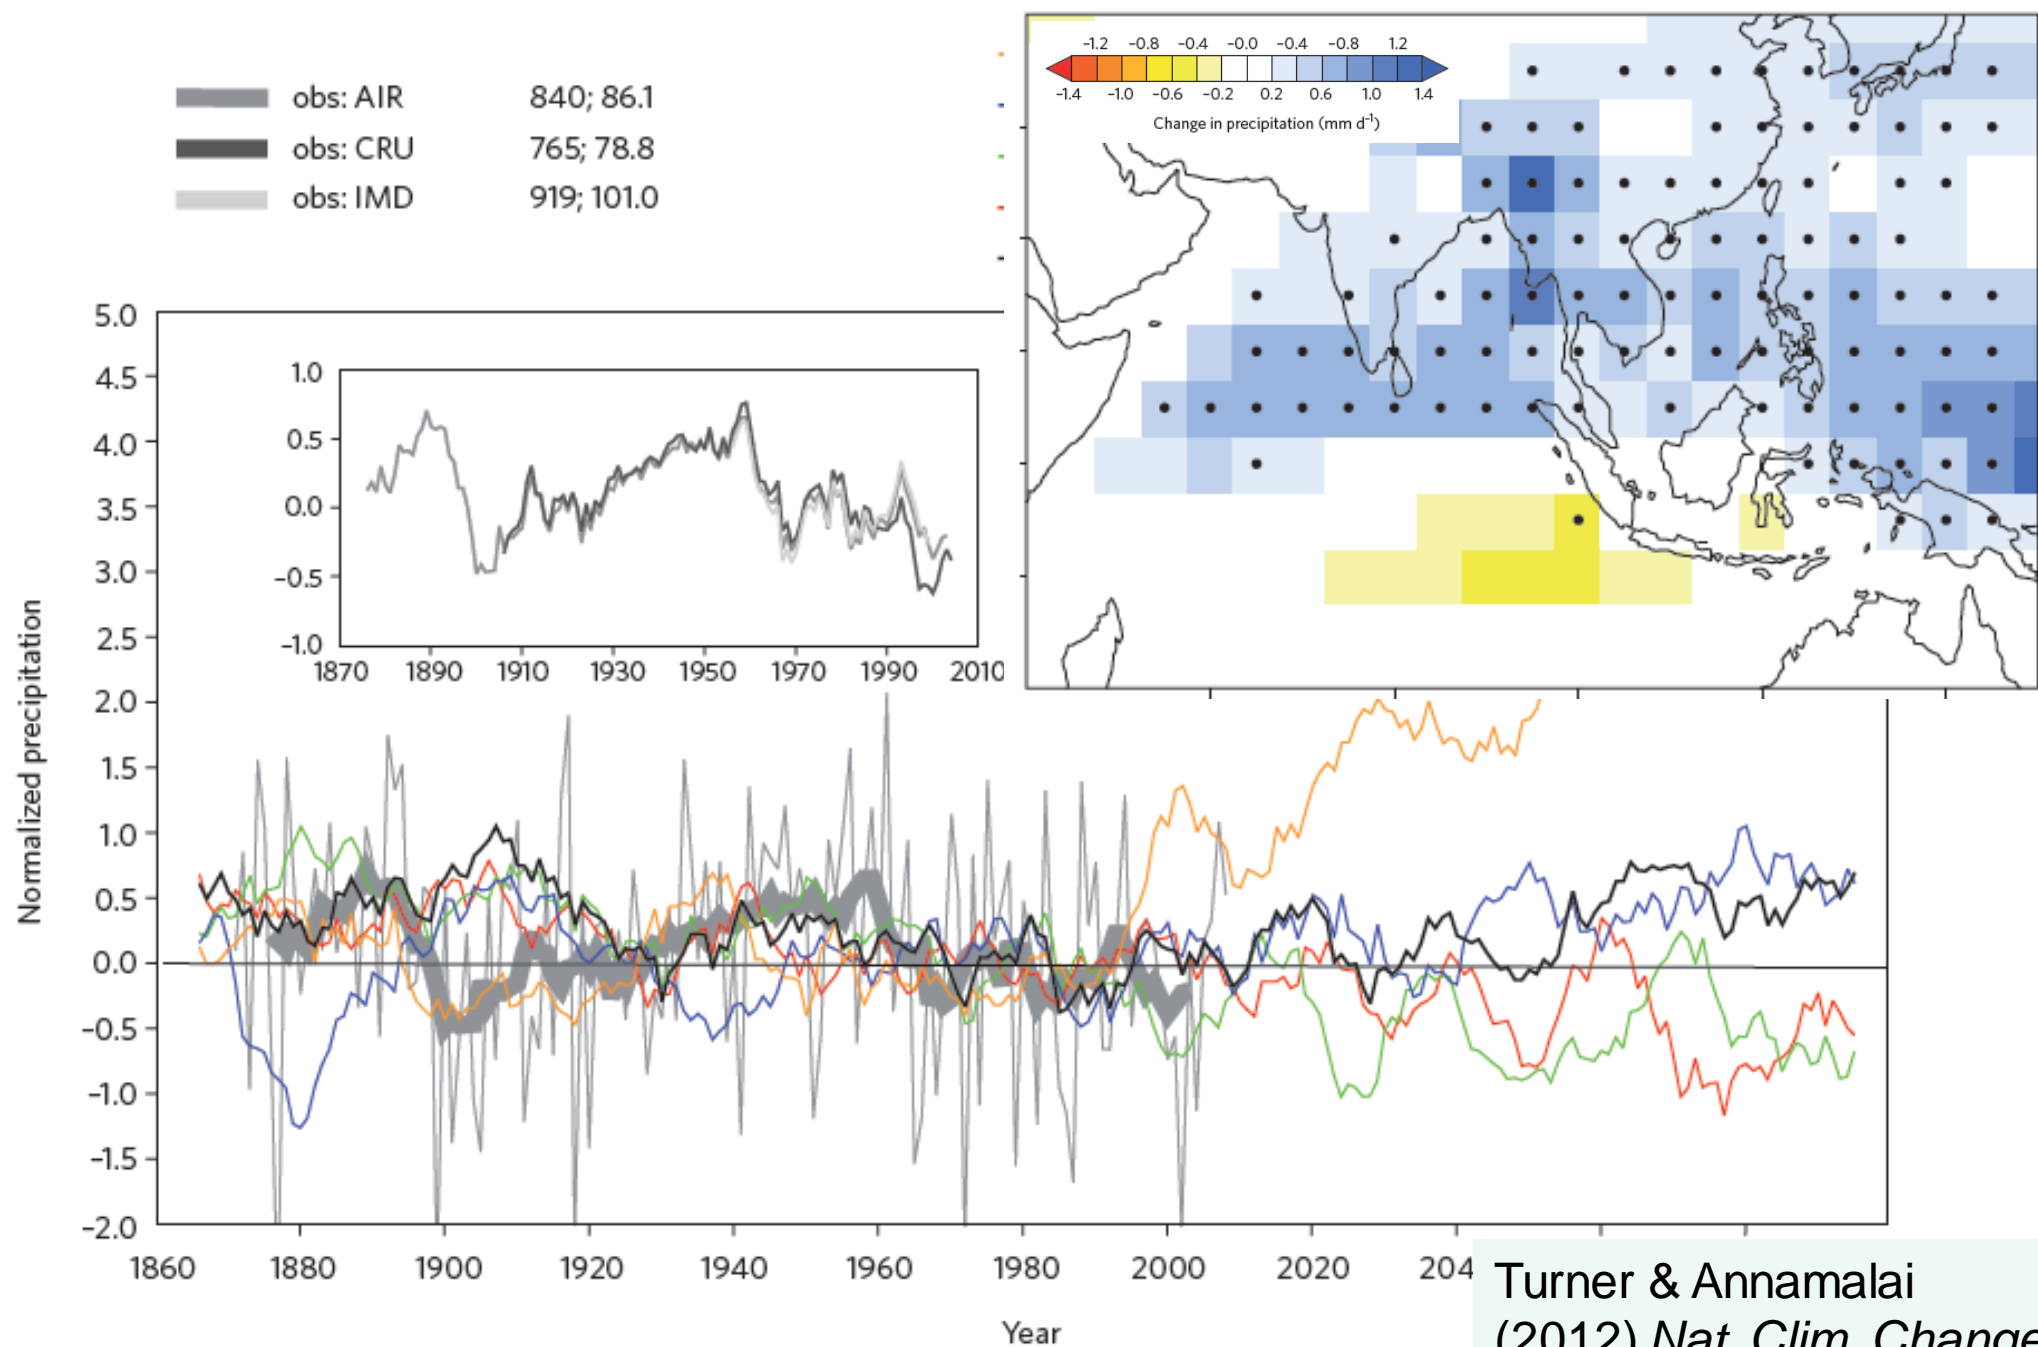 obs: AIR 840; 86.1
obs: CRU 765; 78.8
obs: IMD 919; 101.0
-1.2 -0.8 -0.4 -0.0 -0.4 -0.8 1.2
-1.4 -1.0 -0.6 -0.2 0.2 0.6 1.0 1.4
Change in precipitation (mm d⁻¹)
5.0
4.5
4.0
3.5
3.0
2.5
2.0
1.5
1.0
0.5
0.0
-0.5
-1.0
-1.5
-2.0
Normalized precipitation
1.0
0.5
0.0
-0.5
-1.0
1870 1890 1910 1930 1950 1970 1990 2010
1860 1880 1900 1920 1940 1960 1980 2000 2020 204
Year
Turner & Annamalai
(2012) Nat. Clim. Change